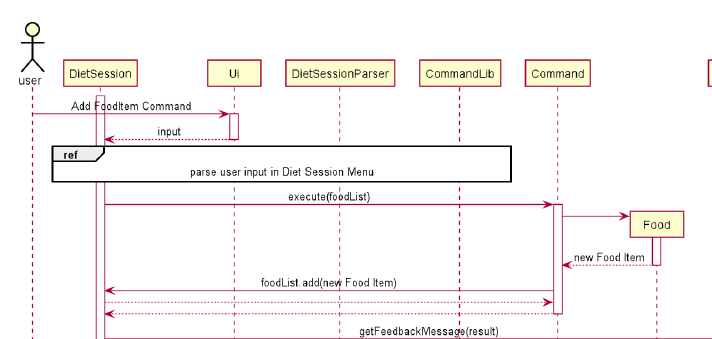 user
DietSession
Ui
DietSessionParser
CommandLib
Command
Add FoodItem Command
input
ref
parse user input in Diet Session Menu
execute(foodList)
Food
new Food Item
foodList.add(new Food Item)
getFeedbackMessage(result)